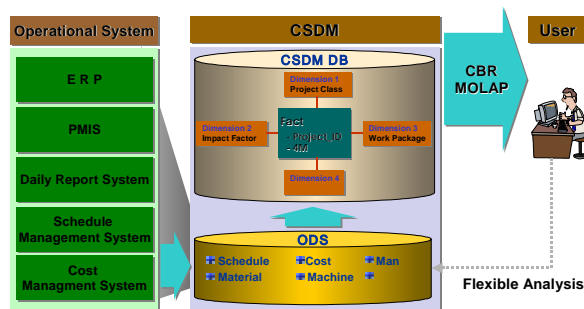 Operational System
E R P
PMIS
Daily Report System
Schedule
Management System
Cost
Managment System
CSDM
CSDM DB
Dimension 1
Project Class
Dimension 2
Impact Factor
Fact
- Project_ID
- 4M
Dimension 3
Work Package
Dimension 4
ODS
Schedule
Cost
Man
Material
Machine
CBR
MOLAP
User
Flexible Analysis